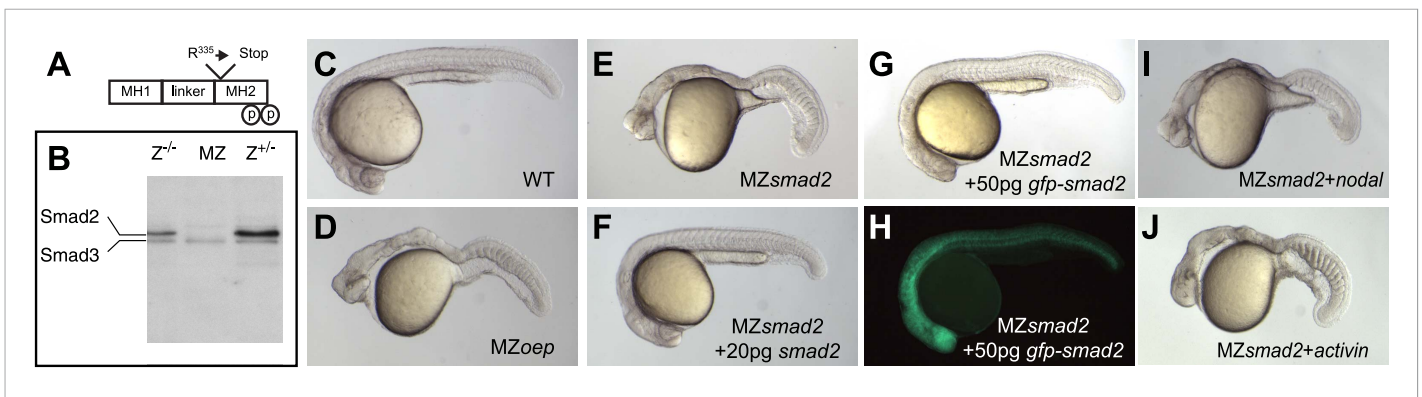 A
R335 Stop
MH1 linker MH2
p p
B
Z-/- MZ Z+/-
Smad2
Smad3
C
WT
D
MZoep
E
MZsmad2
F
MZsmad2
+20pg smad2
G
MZsmad2
+50pg gfp-smad2
H
MZsmad2
+50pg gfp-smad2
I
MZsmad2+nodal
J
MZsmad2+activin